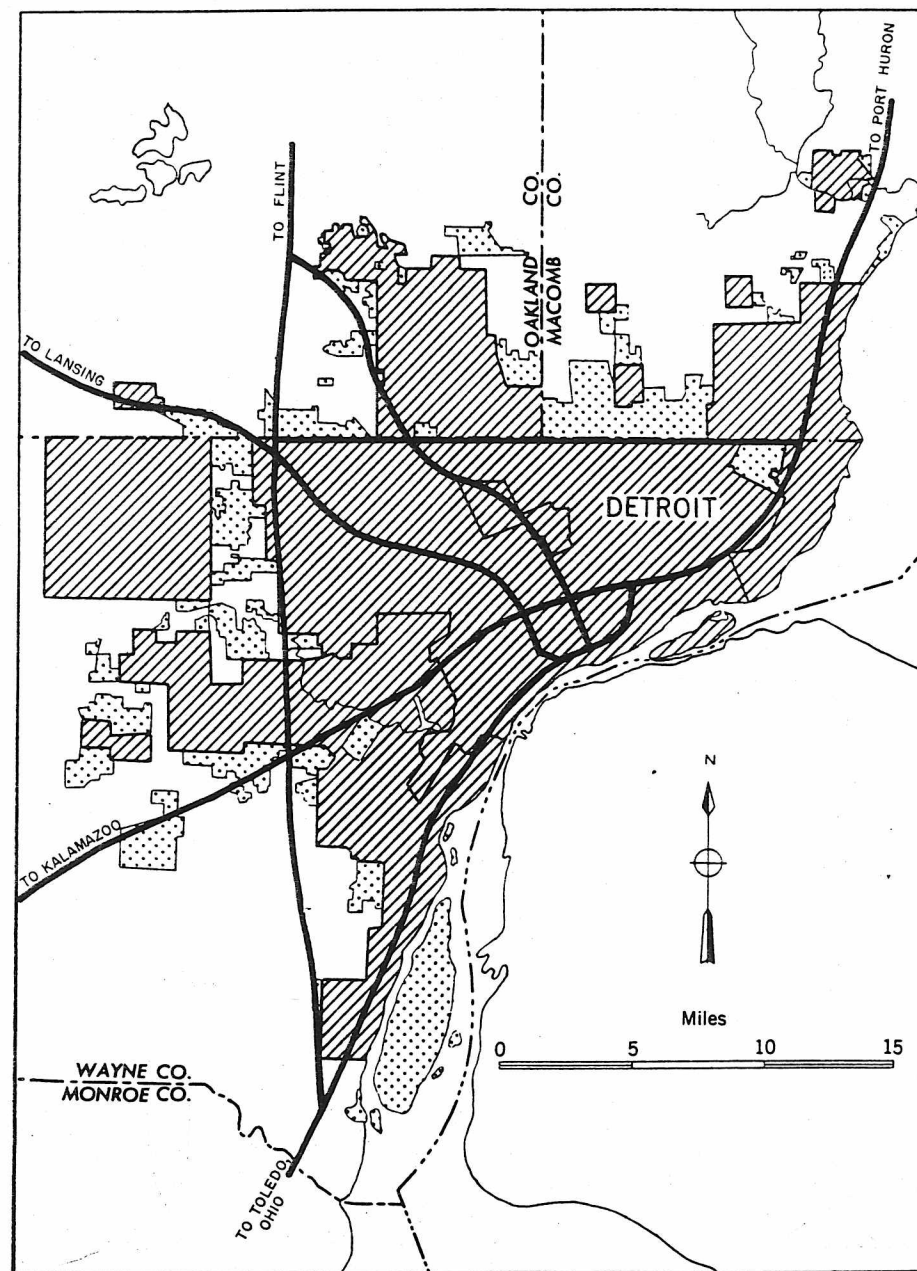 TO PORT HURON
TO FLINT
OAKLAND CO.
MACOMB CO.
TO LANSING
DETROIT
TO KALAMAZOO
N
Miles
0 5 10 15
WAYNE CO.
MONROE CO.
TO TOLEDO,
OHIO